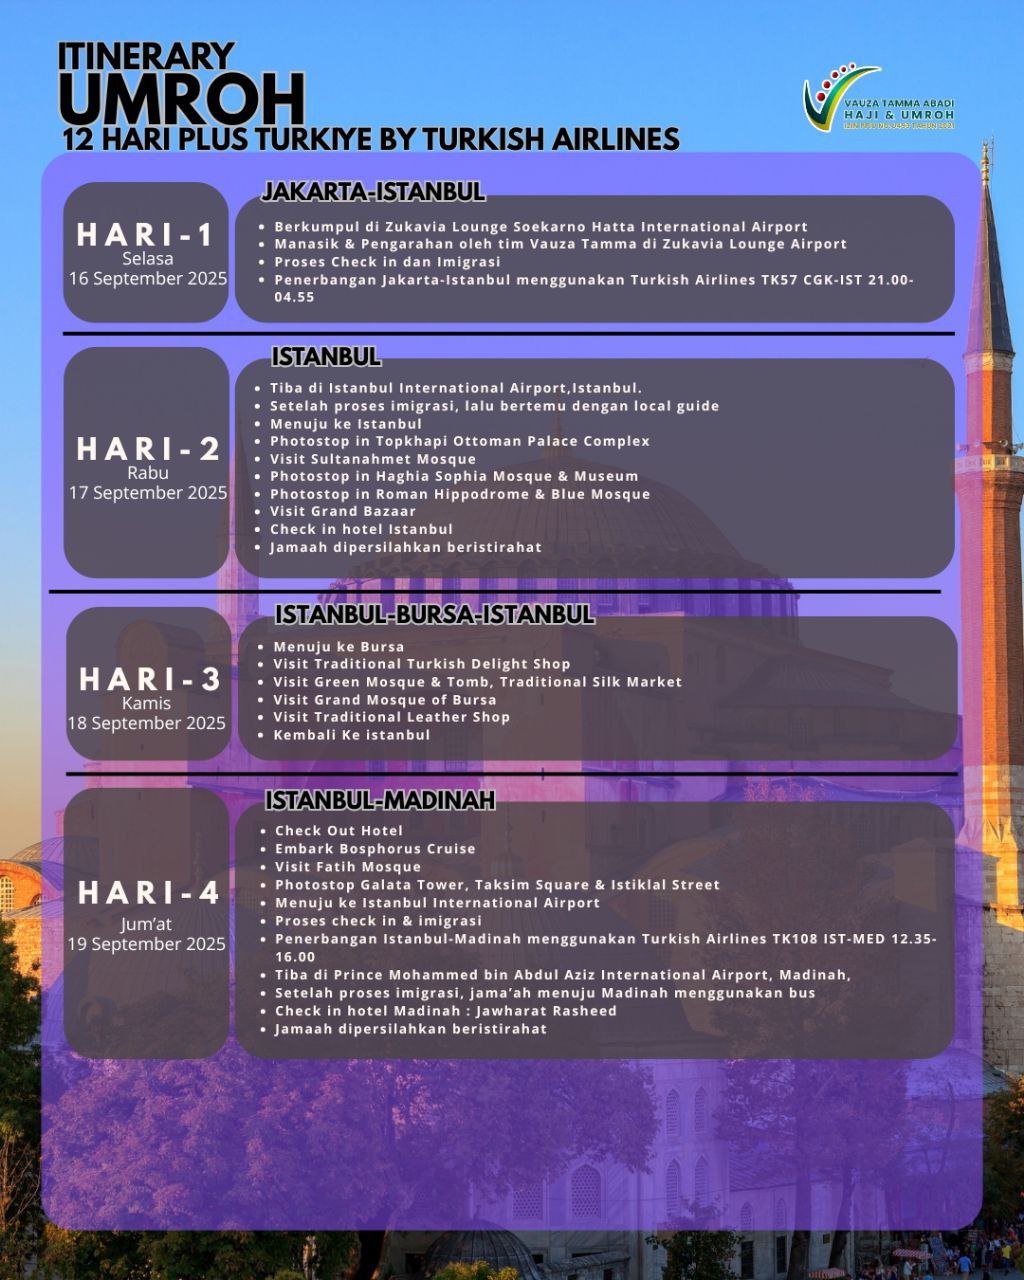 ITINERARY
UMROH
12 HARI PLUS TURKIYE BY TURKISH AIRLINES
VAUZA TAMMA ABADI
HAJI & UMROH
JAKARTA-ISTANBUL
HARI-1
Selasa
16 September 2025
• Berkumpul di Zukavia Lounge Soekarno Hatta International Airport
• Manasik & Pengarahan oleh tim Vauza Tamma di Zukavia Lounge Airport
• Proses Check in dan Imigrasi
• Penerbangan Jakarta-Istanbul menggunakan Turkish Airlines TK57 CGK-IST 21.00-
04.55
ISTANBUL
HARI-2
Rabu
17 September 2025
• Tiba di Istanbul International Airport,Istanbul.
• Setelah proses imigrasi, lalu bertemu dengan local guide
• Menuju ke Istanbul
• Photostop in Topkhapi Ottoman Palace Complex
• Visit Sultanahmet Mosque
• Photostop in Haghia Sophia Mosque & Museum
• Photostop in Roman Hippodrome & Blue Mosque
• Visit Grand Bazaar
• Check in hotel Istanbul
• Jamaah dipersilahkan beristirahat
ISTANBUL-BURSA-ISTANBUL
HARI-3
Kamis
18 September 2025
• Menuju ke Bursa
• Visit Traditional Turkish Delight Shop
• Visit Green Mosque & Tomb, Traditional Silk Market
• Visit Grand Mosque of Bursa
• Visit Traditional Leather Shop
• Kembali Ke istanbul
ISTANBUL-MADINAH
HARI-4
Jum’at
19 September 2025
• Check Out Hotel
• Embark Bosphorus Cruise
• Visit Fatih Mosque
• Photostop Galata Tower, Taksim Square & Istiklal Street
• Menuju ke Istanbul International Airport
• Proses check in & imigrasi
• Penerbangan Istanbul-Madinah menggunakan Turkish Airlines TK108 IST-MED 12.35-
16.00
• Tiba di Prince Mohammed bin Abdul Aziz International Airport, Madinah,
• Setelah proses imigrasi, jama’ah menuju Madinah menggunakan bus
• Check in hotel Madinah : Jawharat Rasheed
• Jamaah dipersilahkan beristirahat